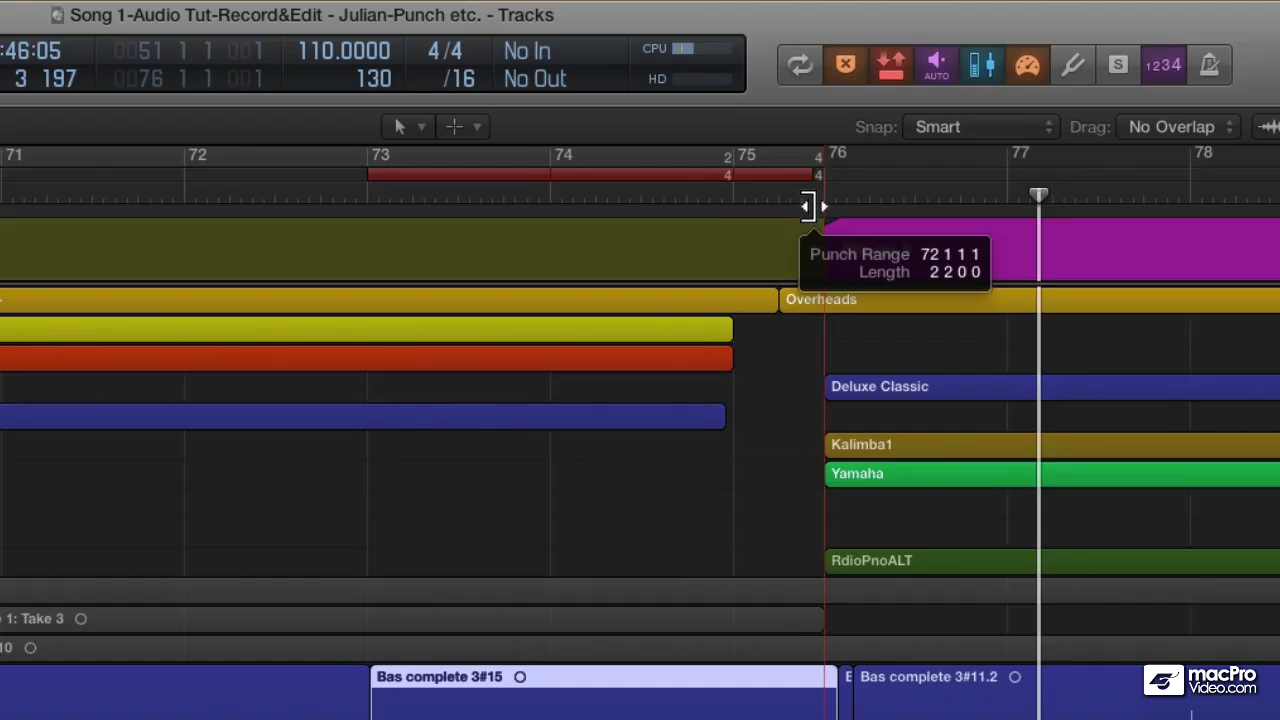 Song 1-Audio Tut-Record&Edit - Julian-Punch etc. - Tracks
:46:05 0051 1 1 001 110.0000 4/4 No In CPU
3 197 0076 1 1 001 130 /16 No Out HD
AUTO S 1234
Snap: Smart Drag: No Overlap
71 72 73 74 2 75 4 76 77 78
4 4
Punch Range 72 1 1 1
Length 2 2 0 0
Overheads
Deluxe Classic
Kalimba1
Yamaha
RdioPnoALT
1: Take 3
10
Bas complete 3#15 Bas complete 3#11.2
macPro
Video.com